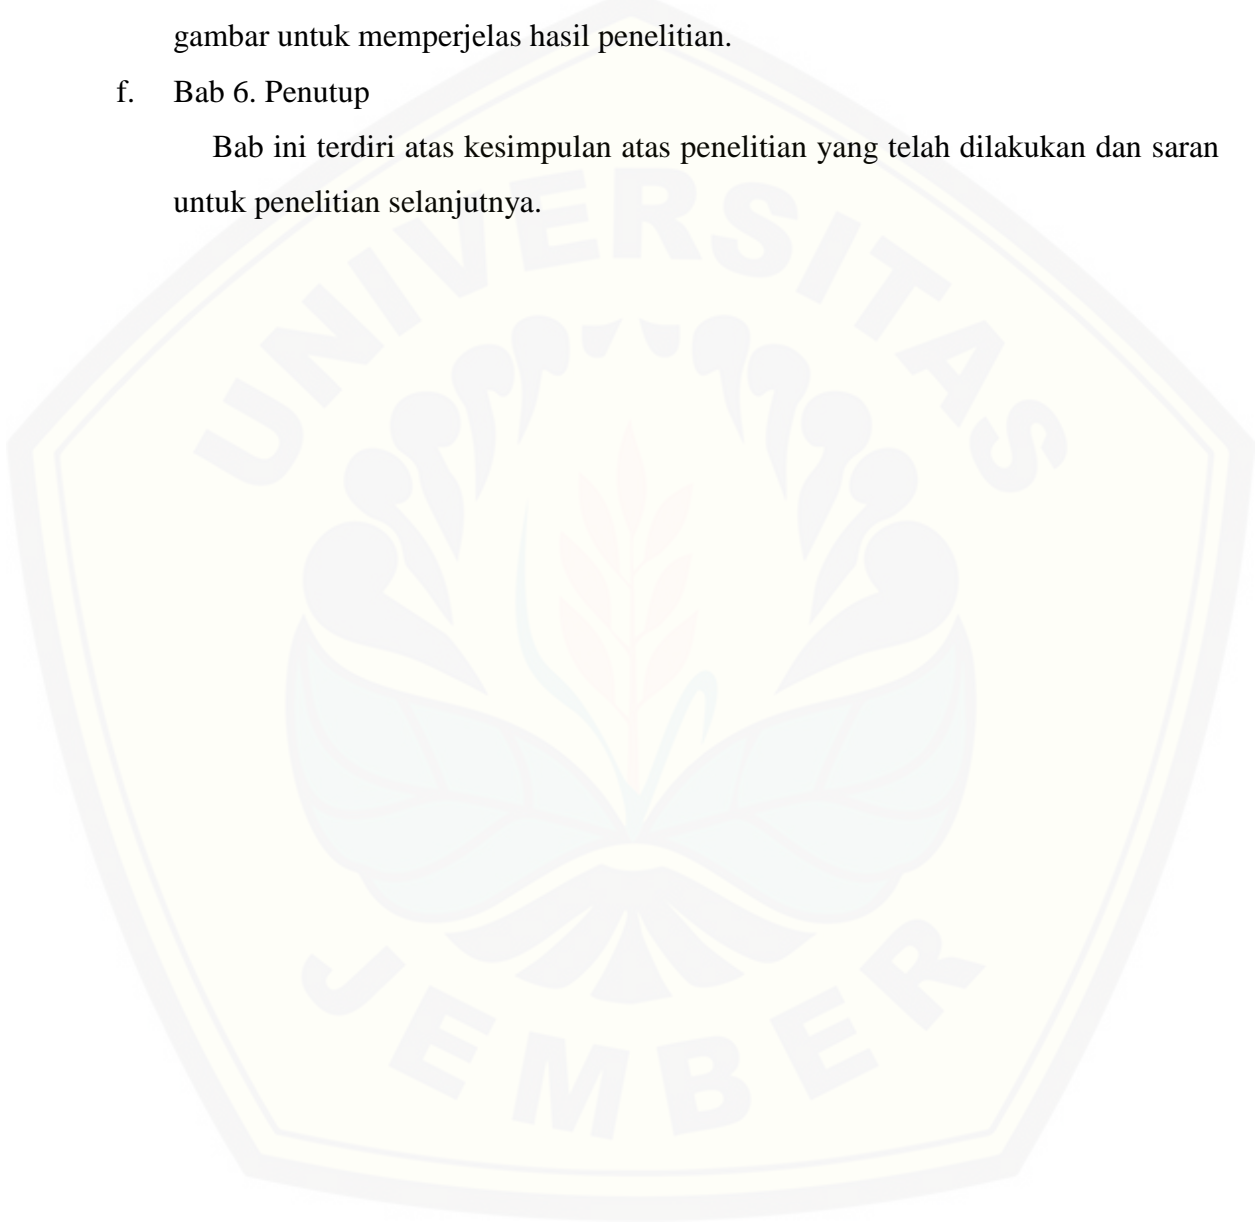 gambar untuk memperjelas hasil penelitian.
f. Bab 6. Penutup
Bab ini terdiri atas kesimpulan atas penelitian yang telah dilakukan dan saran
untuk penelitian selanjutnya.
UNIVERSITAS
JEMBER